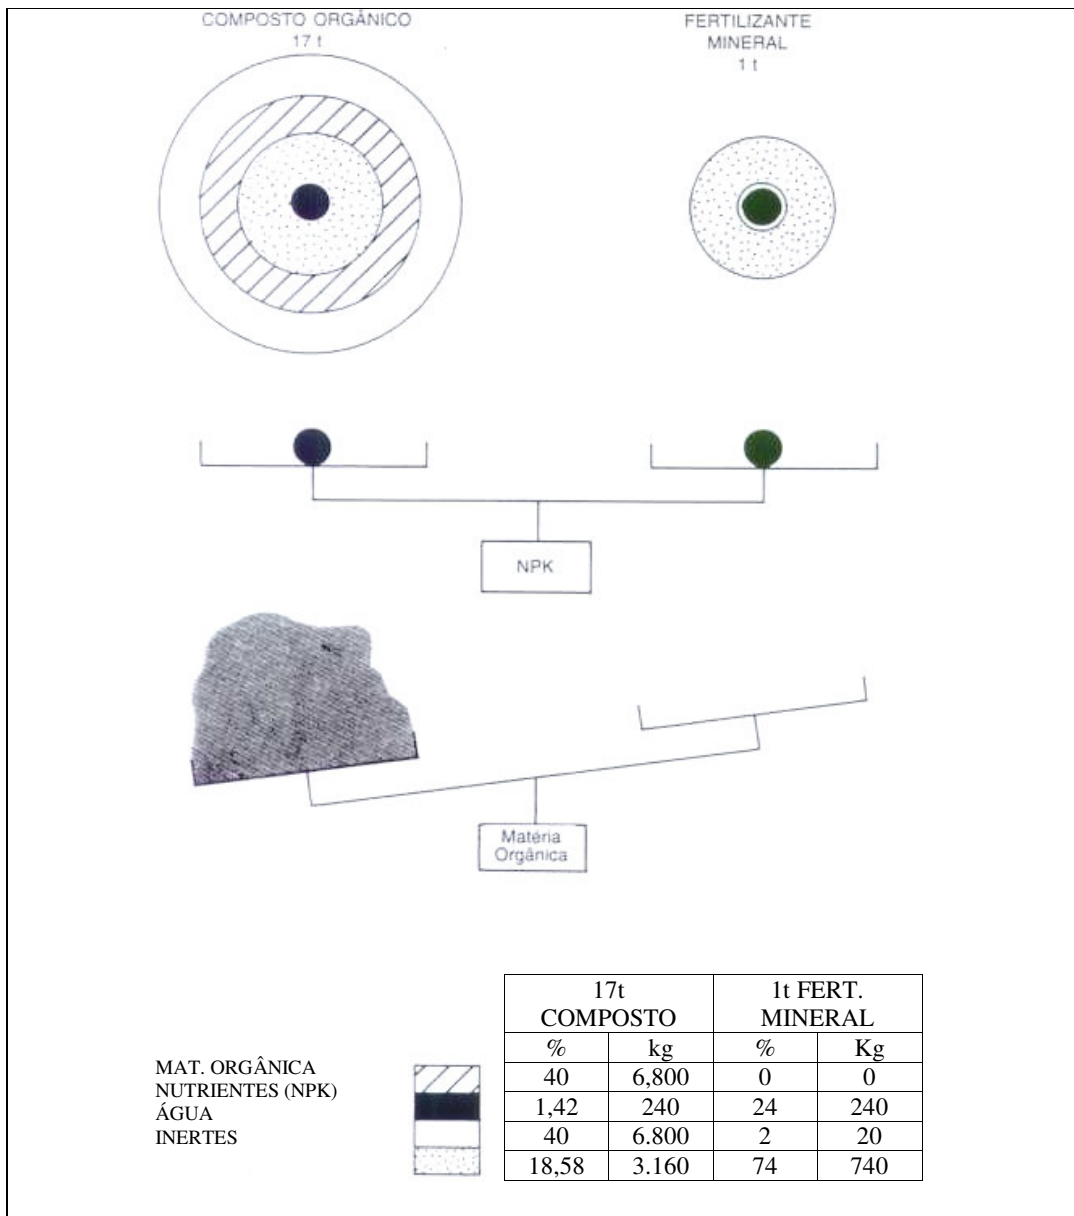 COMPOSTO ORGÂNICO
17 t
FERTILIZANTE
MINERAL
1 t
NPK
Matéria
Orgânica
17t
COMPOSTO
1t FERT.
MINERAL
% kg % Kg
MAT. ORGÂNICA
NUTRIENTES (NPK)
ÁGUA
INERTES
40 6,800 0 0
1,42 240 24 240
40 6.800 2 20
18,58 3.160 74 740